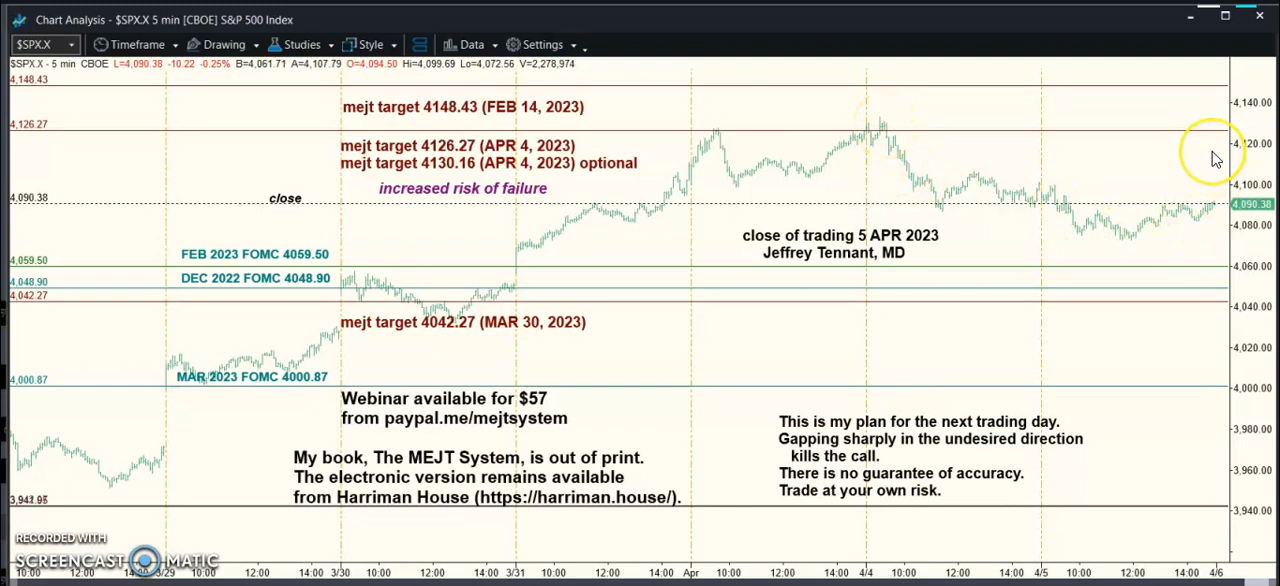 Chart Analysis - $SPX.X 5 min [CBOE] S&P 500 Index
$SPX.X Timeframe Drawing Studies Style Data Settings
$SPX.X - 5 min CBOE L=4,090.38 -10.22 -0.25% B=4,061.71 A=4,107.79 O=4,094.50 Hi=4,099.69 Lo=4,072.56 V=2,278,974
4,148.43
4,140.00
mejt target 4148.43 (FEB 14, 2023)
4,126.27
4,120.00
mejt target 4126.27 (APR 4, 2023)
mejt target 4130.16 (APR 4, 2023) optional
increased risk of failure
4,100.00
close
4,090.38
4,090.38
4,080.00
close of trading 5 APR 2023
Jeffrey Tennant, MD
FEB 2023 FOMC 4059.50
4,059.50
4,060.00
DEC 2022 FOMC 4048.90
4,048.90
4,042.27
4,040.00
mejt target 4042.27 (MAR 30, 2023)
4,020.00
MAR 2023 FOMC 4000.87
4,000.87
4,000.00
Webinar available for $57
from paypal.me/mejtsystem
My book, The MEJT System, is out of print.
The electronic version remains available
from Harriman House (https://harriman.house/).
This is my plan for the next trading day.
Gapping sharply in the undesired direction
kills the call.
There is no guarantee of accuracy.
Trade at your own risk.
3,980.00
3,960.00
3,940.00
RECORDED WITH
SCREENCAST MATIC
10:00 12:00 14:00 3/29 10:00 12:00 14:00 3/30 10:00 12:00 14:00 3/31 10:00 12:00 14:00 Apr 10:00 12:00 14:00 4/4 10:00 12:00 14:00 4/5 10:00 12:00 14:00 4/6